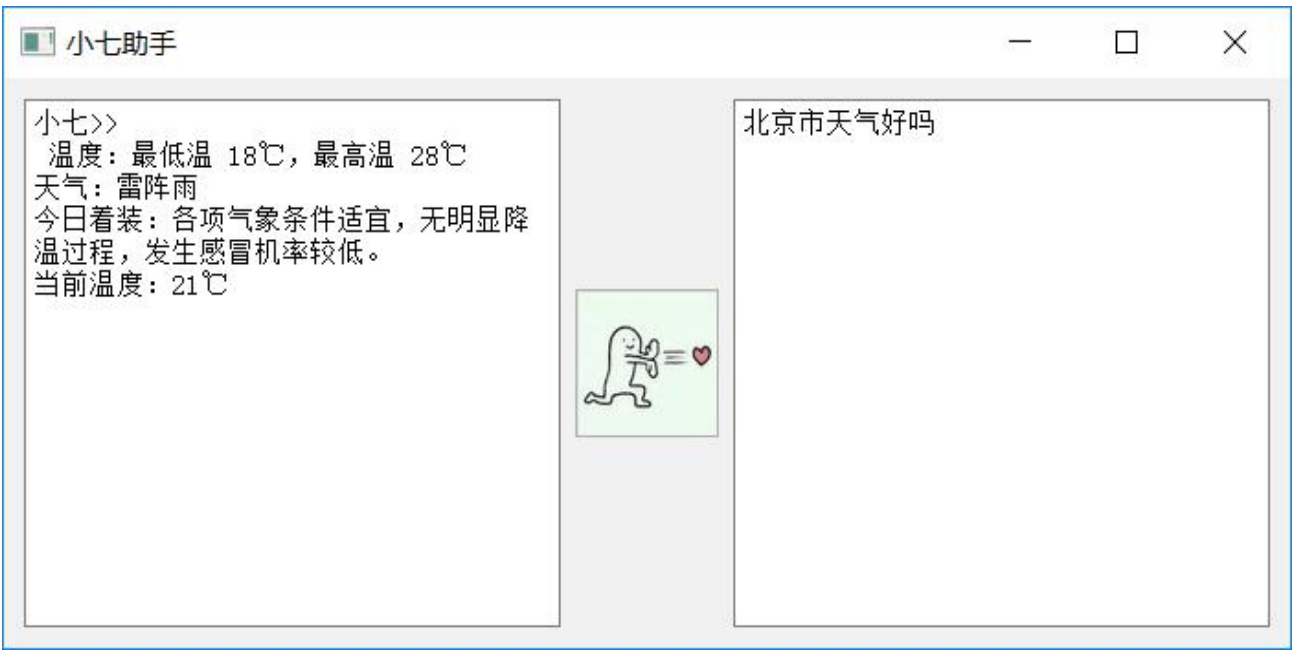 小七助手
小七>>
温度：最低温 18℃，最高温 28℃
天气：雷阵雨
今日着装：各项气象条件适宜，无明显降
温过程，发生感冒机率较低。
当前温度：21℃
北京市天气好吗